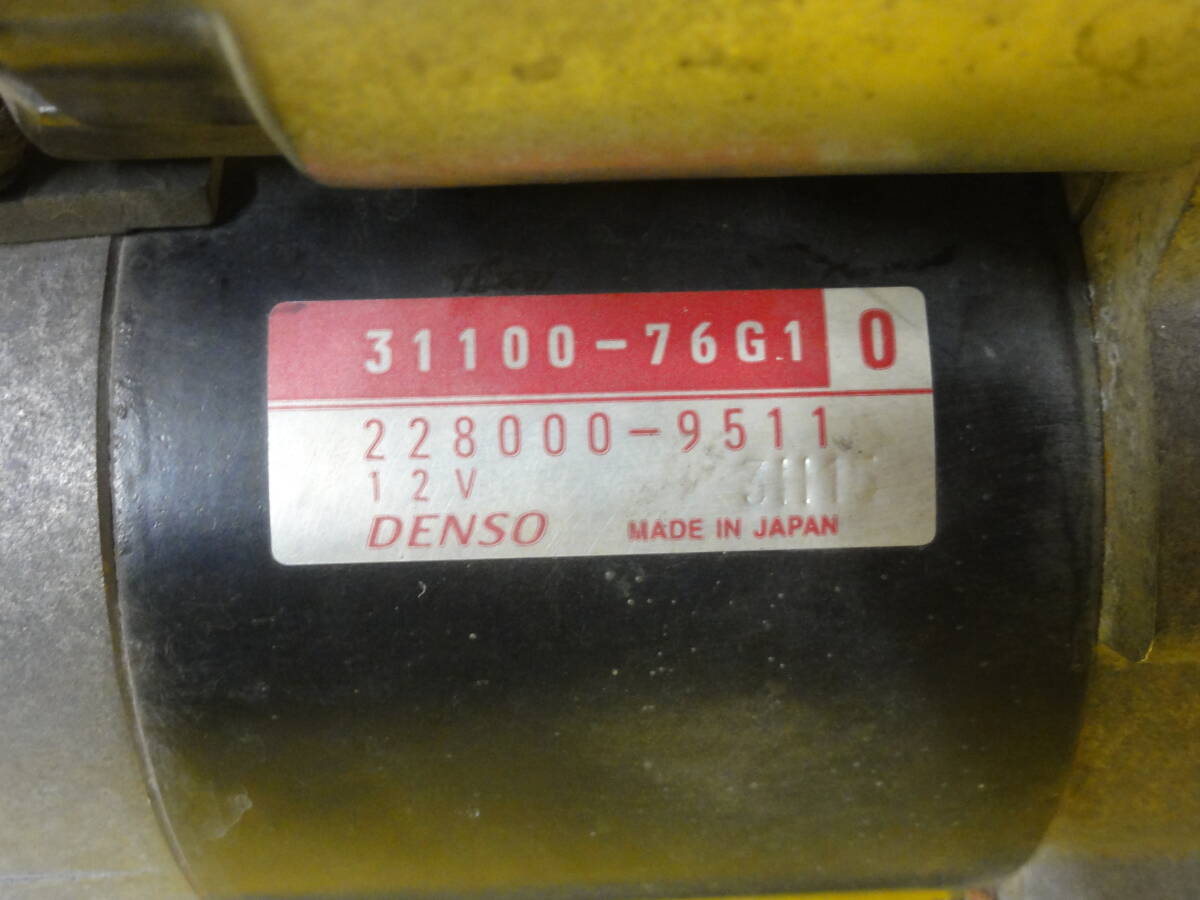 31100-76G1 0
228000-9511
12V
DENSO MADE IN JAPAN